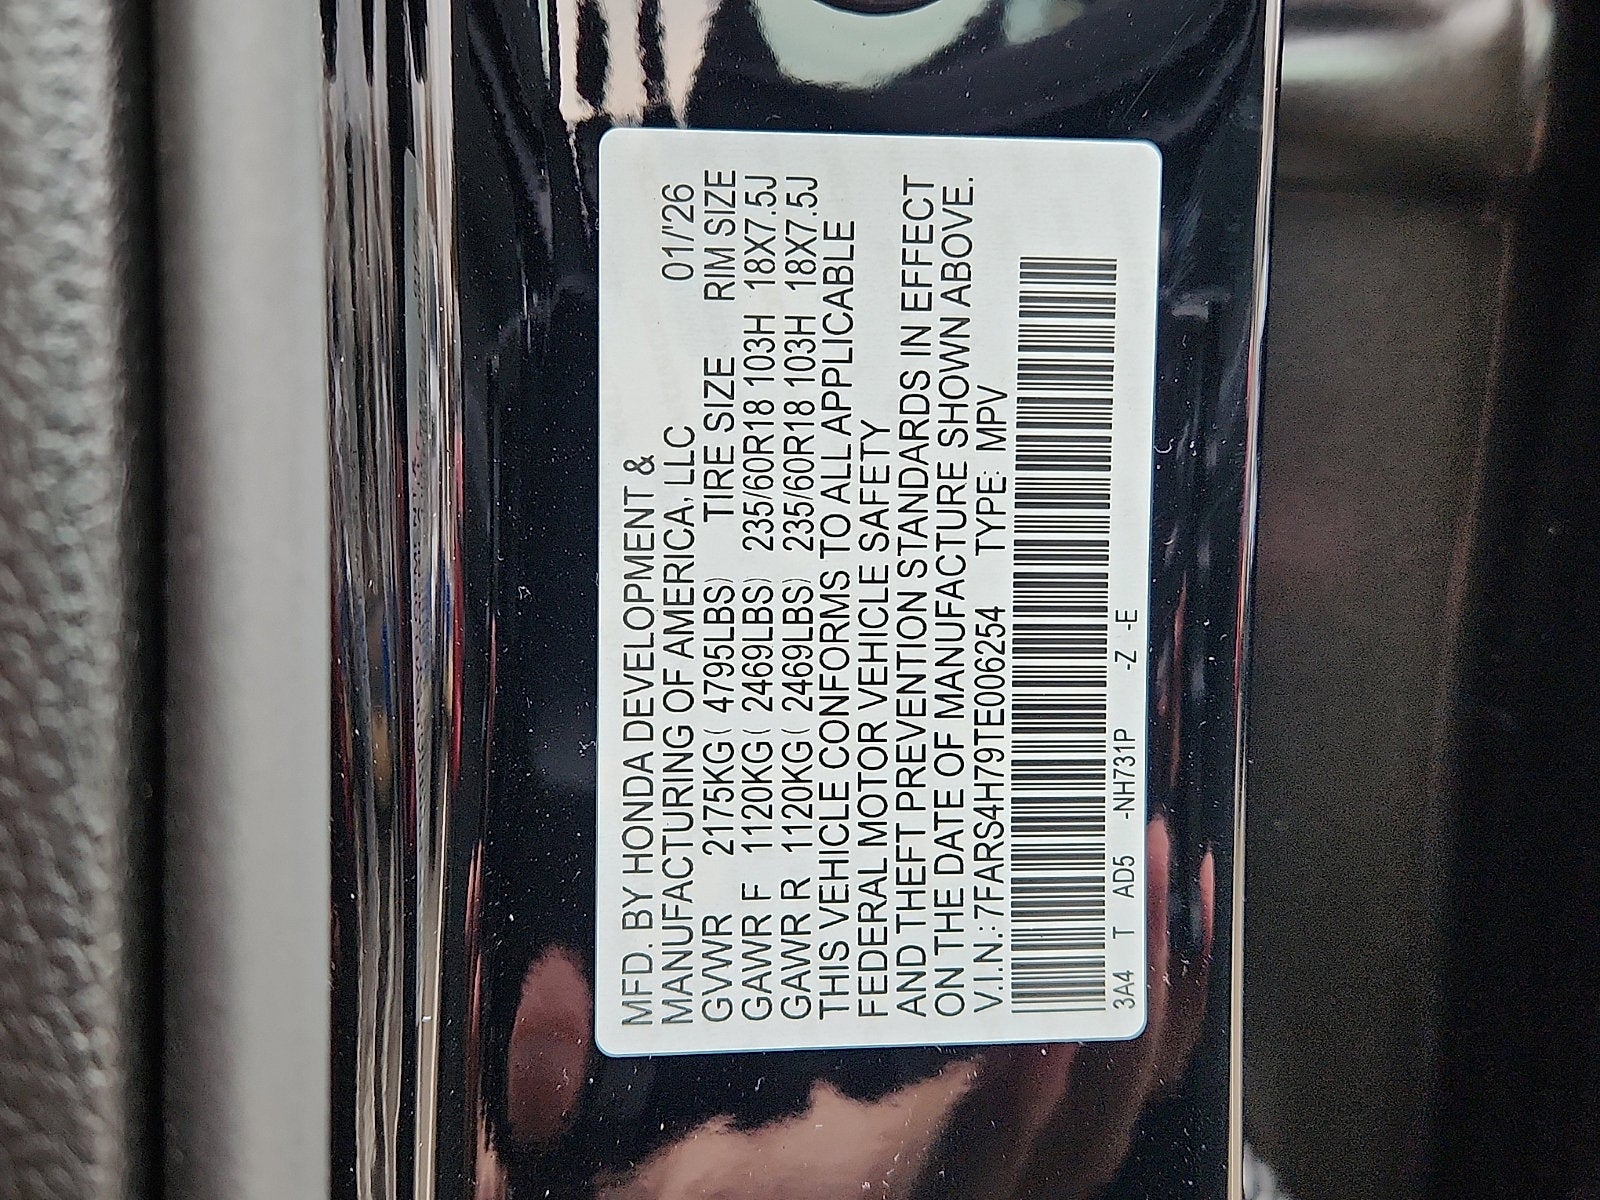 MFD. BY HONDA DEVELOPMENT &
MANUFACTURING OF AMERICA, LLC 01/'26
GVWR 2175KG( 4795LBS) TIRE SIZE RIM SIZE
GAWR F 1120KG( 2469LBS) 235/60R18 103H 18X7.5J
GAWR R 1120KG( 2469LBS) 235/60R18 103H 18X7.5J
THIS VEHICLE CONFORMS TO ALL APPLICABLE
FEDERAL MOTOR VEHICLE SAFETY
AND THEFT PREVENTION STANDARDS IN EFFECT
ON THE DATE OF MANUFACTURE SHOWN ABOVE.
V.I.N.: 7FARS4H79TE006254 TYPE: MPV
3A4 T AD5 -NH731P -Z -E